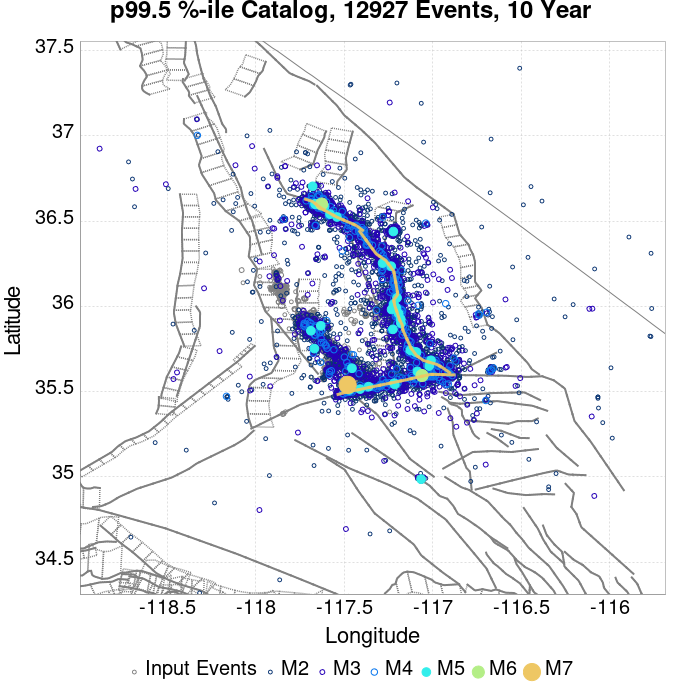 p99.5 %-ile Catalog, 12927 Events, 10 Year
37.5
37
36.5
36
35.5
35
34.5
Latitude
-118.5 -118 -117.5 -117 -116.5 -116
Longitude
Input Events M2 M3 M4 M5 M6 M7